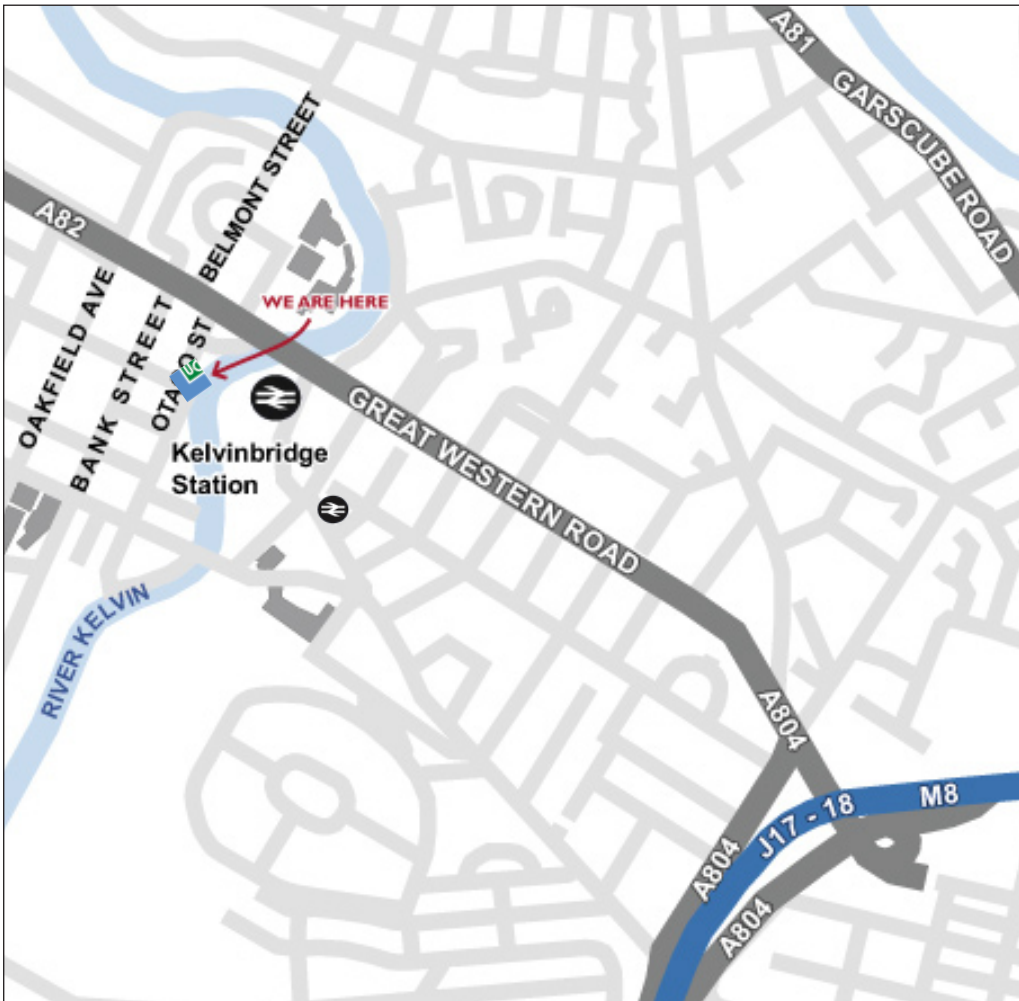 A81
GARSCUBE ROAD
BELMONT STREET
A82
WE ARE HERE
OAKFIELD AVE
BANK STREET
ST
Kelvinbridge
Station
GREAT WESTERN ROAD
RIVER KELVIN
A804
J17 - 18
M8
A804
A804